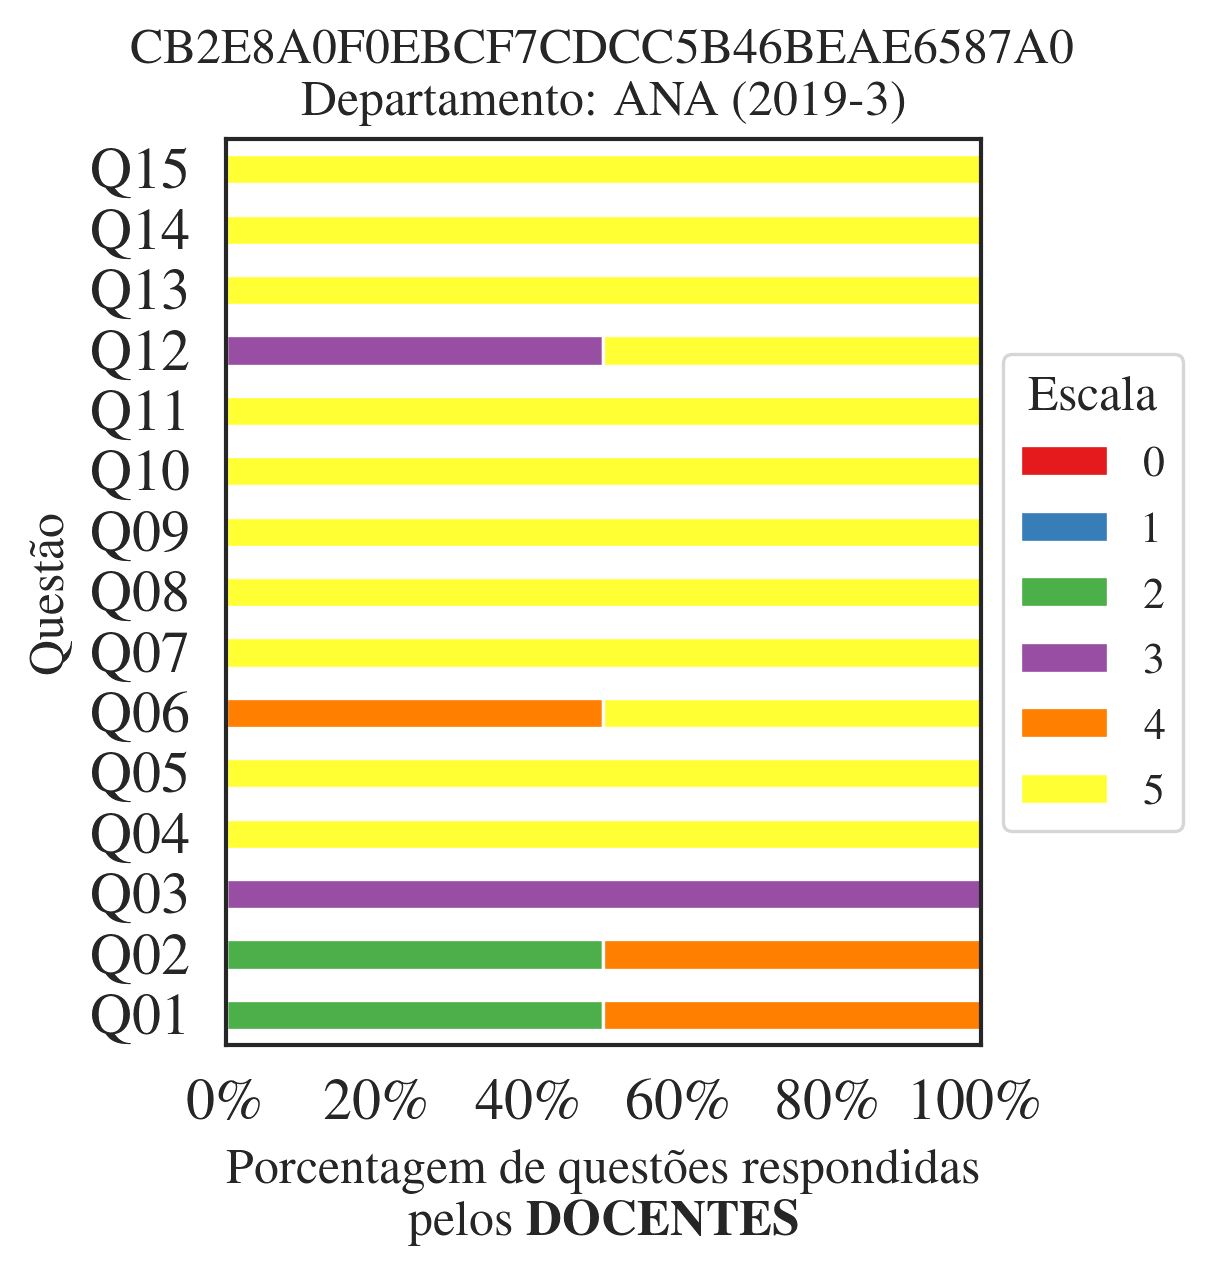 CB2E8A0F0EBCF7CDCC5B46BEAE6587A0
Departamento: ANA (2019-3)
Q15
Q14
Q13
Q12
Q11
Q10
Q09
Q08
Q07
Q06
Q05
Q04
Q03
Q02
Q01
Questão
0% 20% 40% 60% 80% 100%
Porcentagem de questões respondidas
pelos DOCENTES
Escala
0
1
2
3
4
5